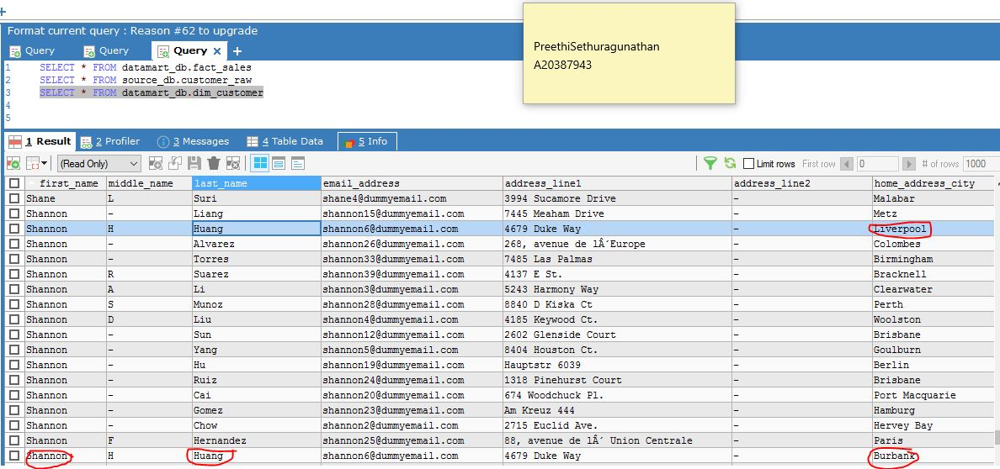 Format current query : Reason #62 to upgrade
PreethiSethuragunathan
A20387943
Query Query Query × +
1 SELECT * FROM datamart_db.fact_sales
2 SELECT * FROM source_db.customer_raw
3 SELECT * FROM datamart_db.dim_customer
4
5
1 Result 2 Profiler 3 Messages 4 Table Data 5 Info
(Read Only) Limit rows First row 0 # of rows 1000
first_name middle_name last_name email_address address_line1 address_line2 home_address_city
Shane L Suri shane4@dummyemail.com 3994 Sucamore Drive - Malabar
Shannon - Liang shannon15@dummyemail.com 7445 Meaham Drive - Metz
Shannon H Huang shannon6@dummyemail.com 4679 Duke Way - Liverpool
Shannon - Alvarez shannon26@dummyemail.com 268, avenue de lÂ´Europe - Colombes
Shannon - Torres shannon33@dummyemail.com 7485 Las Palmas - Birmingham
Shannon R Suarez shannon39@dummyemail.com 4137 E St. - Bracknell
Shannon A Li shannon3@dummyemail.com 5243 Harmony Way - Clearwater
Shannon S Munoz shannon28@dummyemail.com 8840 D Kiska Ct - Perth
Shannon D Liu shannon4@dummyemail.com 4185 Keywood Ct. - Woolston
Shannon - Sun shannon12@dummyemail.com 2602 Glenside Court - Brisbane
Shannon - Yang shannon5@dummyemail.com 8404 Houston Ct. - Goulburn
Shannon - Hu shannon19@dummyemail.com Hauptstr 6039 - Berlin
Shannon - Ruiz shannon24@dummyemail.com 1318 Pinehurst Court - Brisbane
Shannon - Cai shannon20@dummyemail.com 674 Woodchuck Pl. - Port Macquarie
Shannon - Gomez shannon23@dummyemail.com Am Kreuz 444 - Hamburg
Shannon - Chow shannon2@dummyemail.com 2715 Euclid Ave. - Hervey Bay
Shannon F Hernandez shannon25@dummyemail.com 88, avenue de lÂ´ Union Centrale - Paris
Shannon H Huang shannon6@dummyemail.com 4679 Duke Way - Burbank